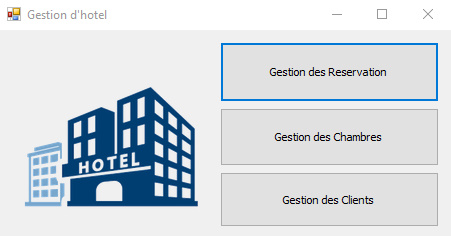 Gestion d'hotel
Gestion des Reservation
Gestion des Chambres
HOTEL
Gestion des Clients